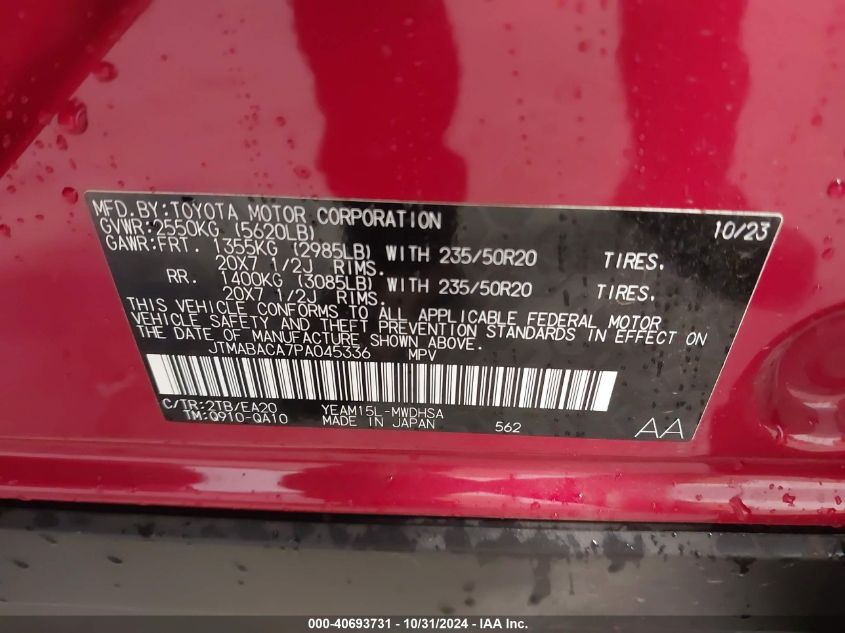 MFD.BY:TOYOTA MOTOR CORPORATION 10/23
GVWR:2550KG (5620LB)
GAWR:FRT. 1355KG (2985LB) WITH 235/50R20 TIRES.
20X7 1/2J RIMS.
RR. 1400KG (3085LB) WITH 235/50R20 TIRES.
20X7 1/2J RIMS.
THIS VEHICLE CONFORMS TO ALL APPLICABLE FEDERAL MOTOR
VEHICLE SAFETY AND THEFT PREVENTION STANDARDS IN EFFECT ON
THE DATE OF MANUFACTURE SHOWN ABOVE.
JTMABACA7PA045336 MPV
C/TR:2TB/EA20 YEAM15L-MWDHSA
TM:Q910-QA10 MADE IN JAPAN 562 AA
000-40693731 - 10/31/2024 - IAA Inc.